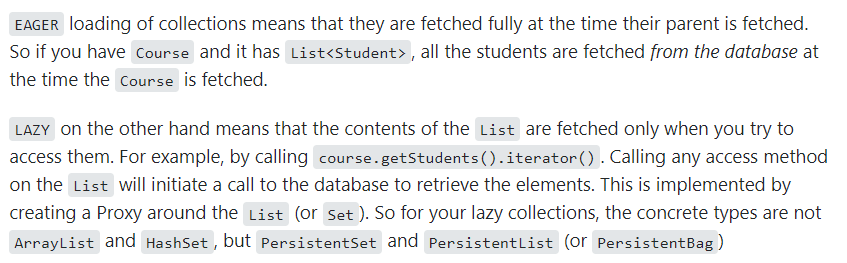 EAGER loading of collections means that they are fetched fully at the time their parent is fetched.
So if you have Course and it has List<Student>, all the students are fetched from the database at
the time the Course is fetched.
LAZY on the other hand means that the contents of the List are fetched only when you try to
access them. For example, by calling course.getStudents().iterator(). Calling any access method
on the List will initiate a call to the database to retrieve the elements. This is implemented by
creating a Proxy around the List (or Set). So for your lazy collections, the concrete types are not
ArrayList and HashSet, but PersistentSet and PersistentList (or PersistentBag)